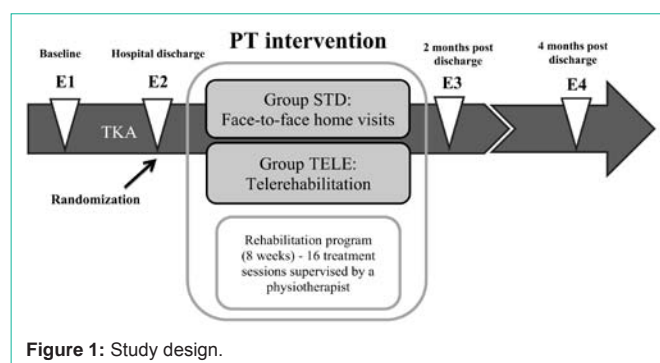 PT intervention
Baseline
Hospital discharge
2 months post
discharge
4 months post
discharge
E1
E2
E3
E4
Group STD:
Face-to-face home visits
TKA
Group TELE:
Telerehabilitation
Randomization
Rehabilitation program
(8 weeks) - 16 treatment
sessions supervised by a
physiotherapist
Figure 1: Study design.